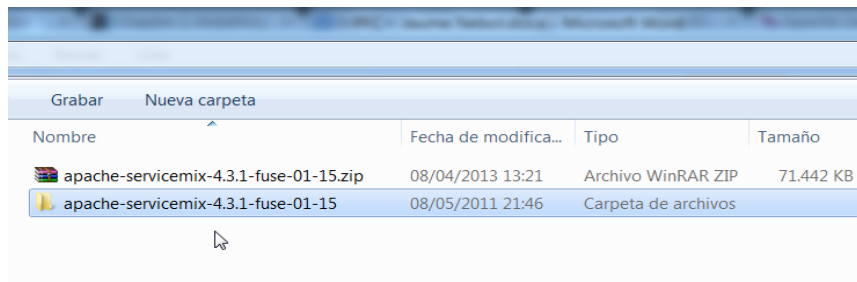 Microsoft Word
Grabar Nueva carpeta
Nombre Fecha de modifica... Tipo Tamaño
apache-servicemix-4.3.1-fuse-01-15.zip 08/04/2013 13:21 Archivo WinRAR ZIP 71.442 KB
apache-servicemix-4.3.1-fuse-01-15 08/05/2011 21:46 Carpeta de archivos